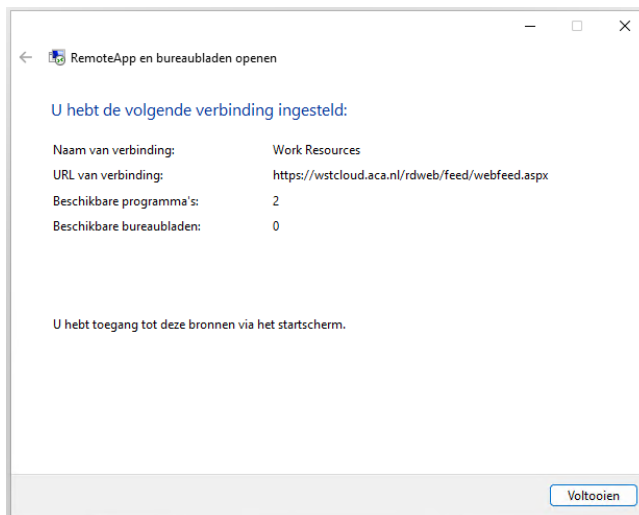 RemoteApp en bureaubladen openen
U hebt de volgende verbinding ingesteld:
Naam van verbinding: Work Resources
URL van verbinding: https://wstcloud.aca.nl/rdweb/feed/webfeed.aspx
Beschikbare programma's: 2
Beschikbare bureaubladen: 0
U hebt toegang tot deze bronnen via het startscherm.
Voltooien